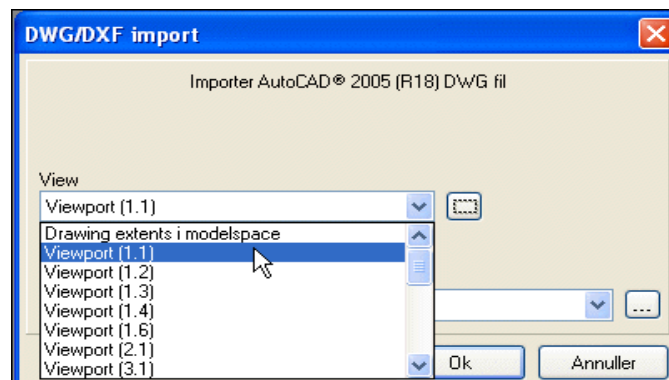 DWG/DXF import
Importer AutoCAD® 2005 (R18) DWG fil
View
Viewport (1.1)
Drawing extents i modelspace
Viewport (1.1)
Viewport (1.2)
Viewport (1.3)
Viewport (1.4)
Viewport (1.6)
Viewport (2.1)
Viewport (3.1)
...
Ok
Annuller